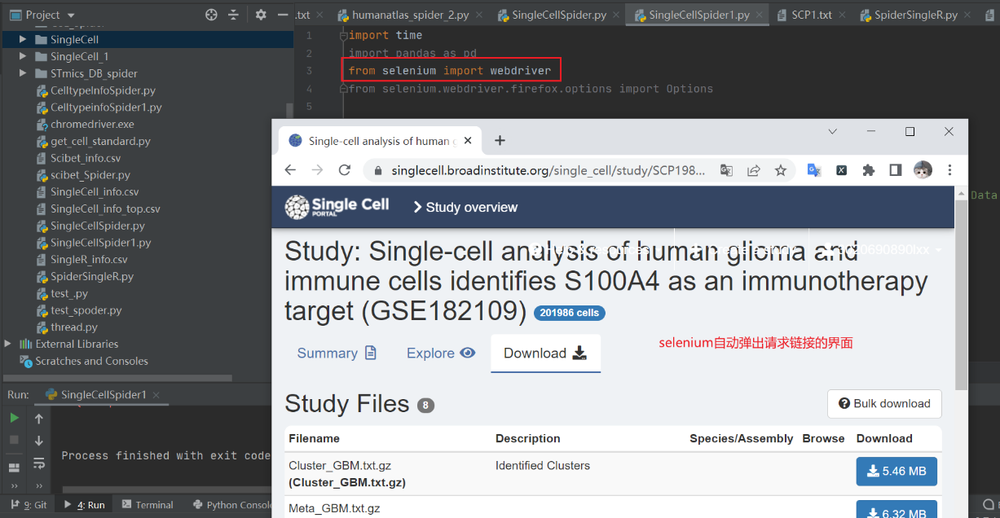 Project
.txt
humanatlas_spider_2.py
SingleCellSpider.py
SingleCellSpider1.py
SCP1.txt
SpiderSingleR.py
SingleCell
SingleCell_1
STmics_DB_spider
CelltypeInfoSpider.py
CelltypeinfoSpider1.py
chromedriver.exe
get_cell_standard.py
Scibet_info.csv
scibet_Spider.py
SingleCell_info.csv
SingleCell_info_top.csv
SingleCellSpider.py
SingleCellSpider1.py
SingleR_info.csv
SpiderSingleR.py
test_.py
test_spoder.py
thread.py
External Libraries
Scratches and Consoles
1 import time
2 import pandas as pd
3 from selenium import webdriver
4 from selenium.webdriver.firefox.options import Options
5
Data
Single-cell analysis of human
singlecell.broadinstitute.org/single_cell/study/SCP198...
Single Cell
PORTAL
Study overview
Study: Single-cell analysis of human glioma and
immune cells identifies S100A4 as an immunotherapy
target (GSE182109) 201986 cells
Summary
Explore
Download
selenium自动弹出请求链接的界面
Study Files 8
Bulk download
Filename Description Species/Assembly Browse Download
Cluster_GBM.txt.gz Identified Clusters
(Cluster_GBM.txt.gz)
5.46 MB
Meta_GBM.txt.gz
6.32 MB
Run:
SingleCellSpider1
Process finished with exit code
9: Git
4: Run
Terminal
Python Console